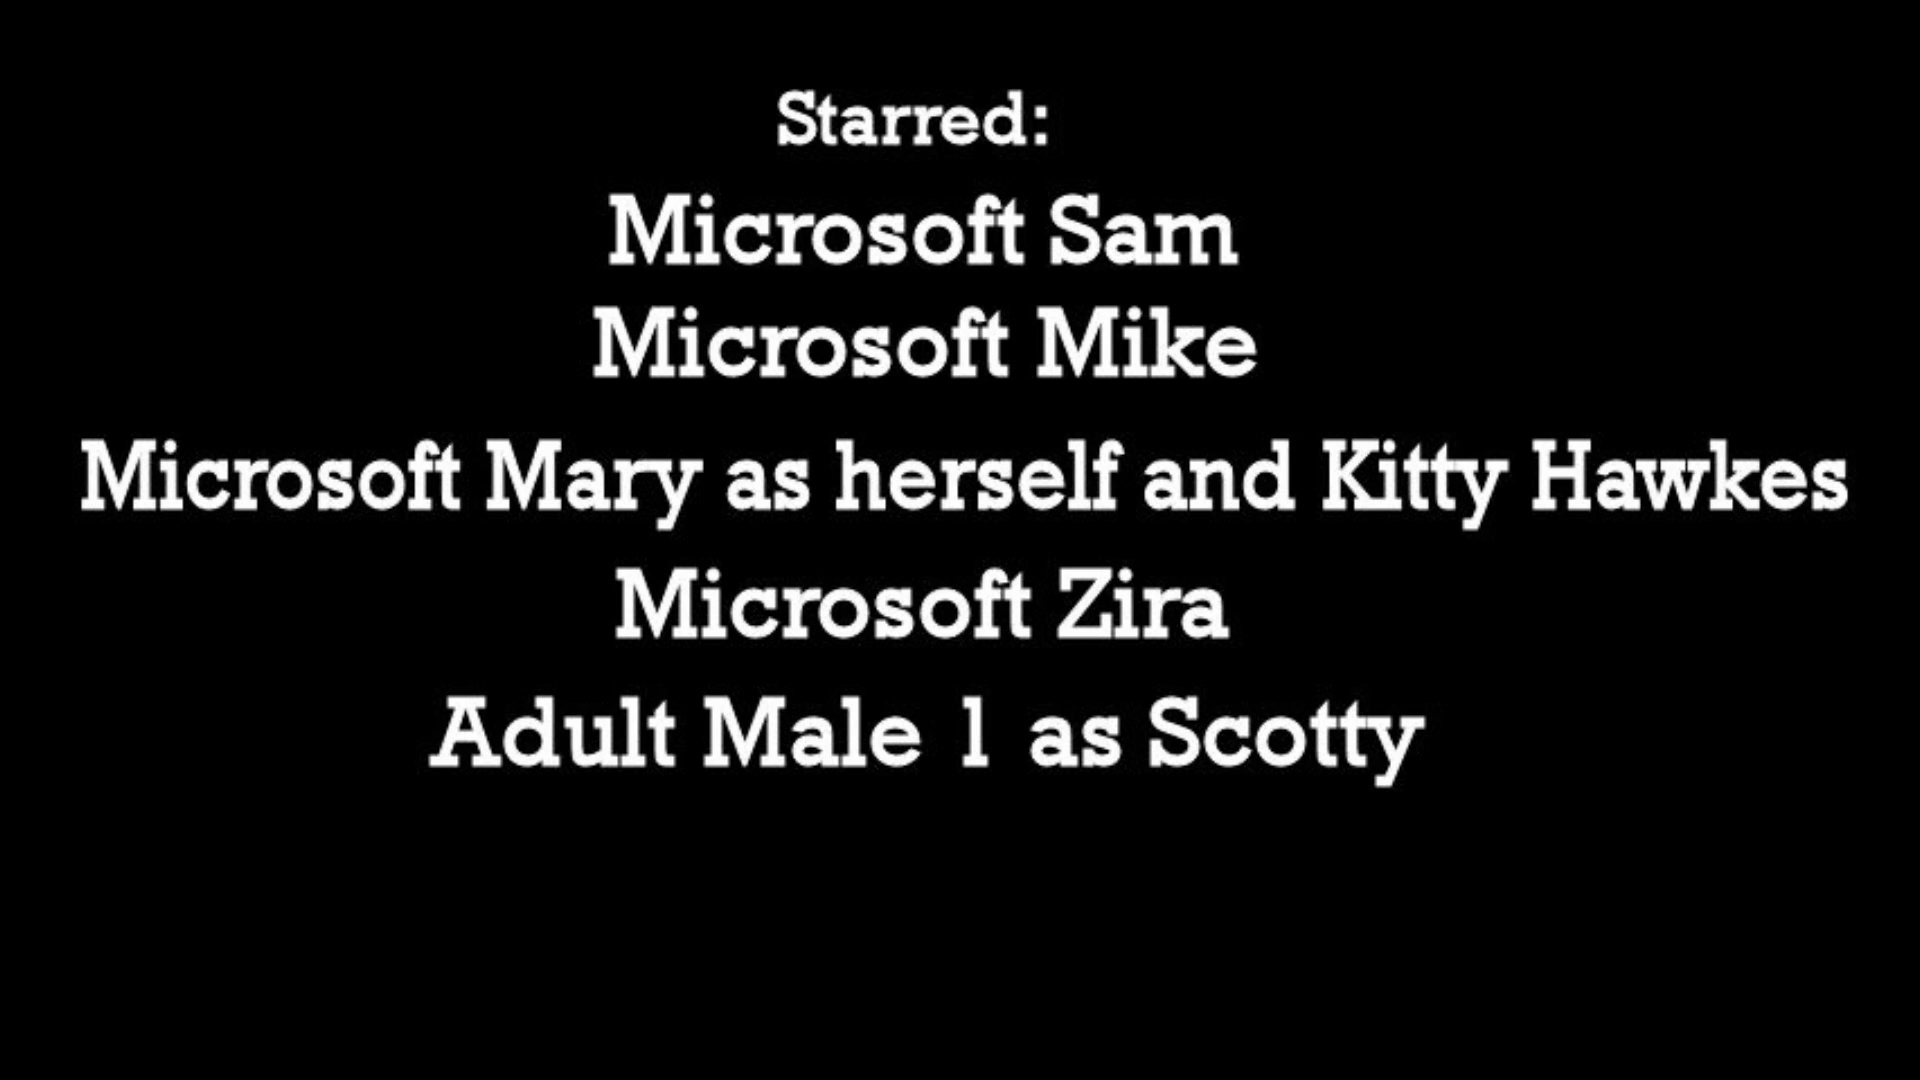 Starred:
Microsoft Sam
Microsoft Mike
Microsoft Mary as herself and Kitty Hawkes
Microsoft Zira
Adult Male 1 as Scotty